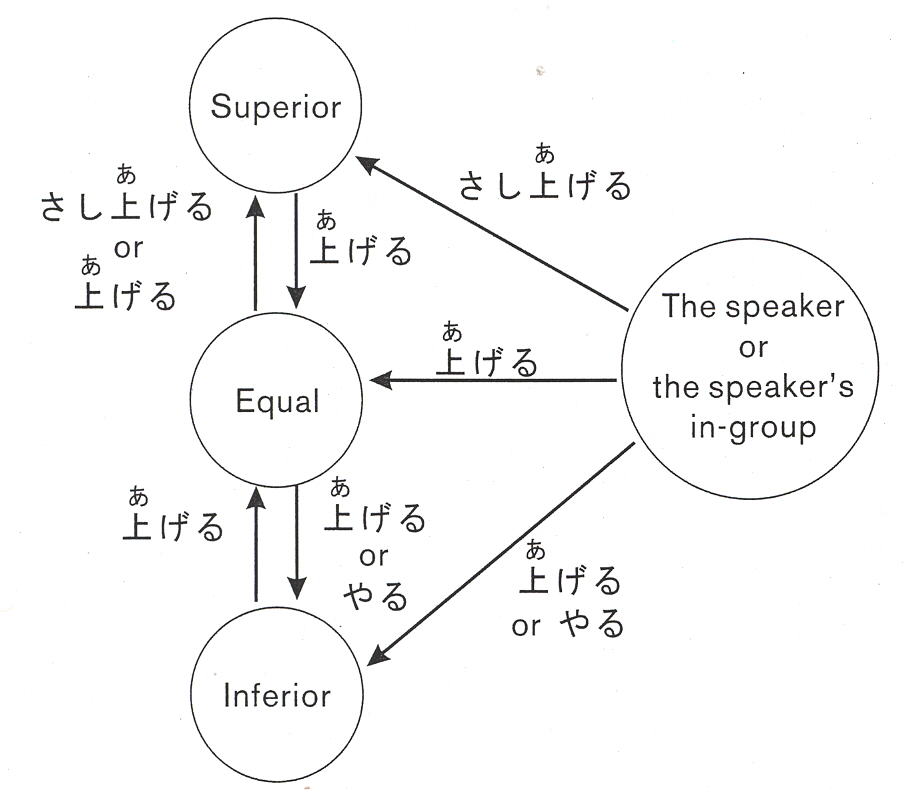 Superior
あ
さし上げる
あ
さし上げる
or
あ
上げる
あ
上げる
The speaker
or
the speaker's
in-group
あ
上げる
Equal
あ
上げる
あ
上げる
or
やる
あ
上げる
or やる
Inferior